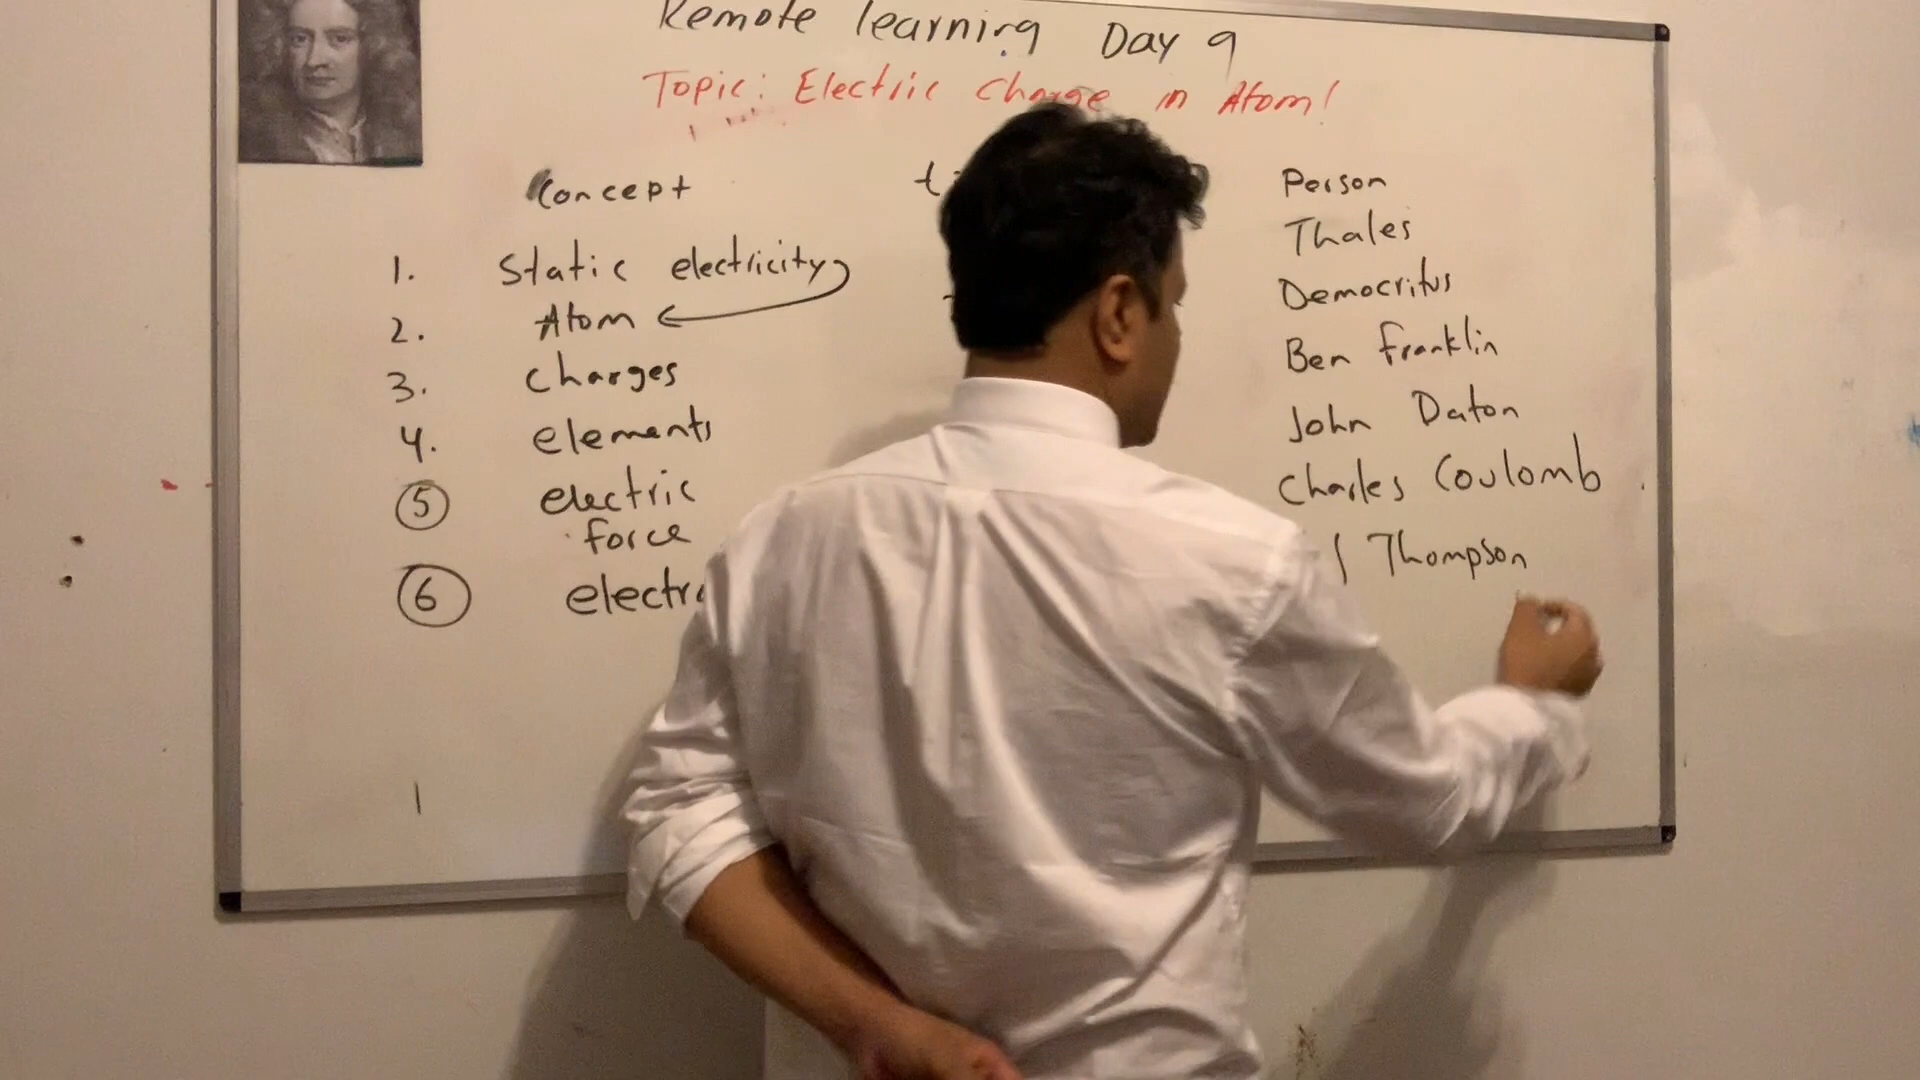 Remote learning Day 9
Topic: Electric Charge in Atom!
Concept Person
1. Static electricity Thales
2. Atom Democritus
3. Charges Ben Franklin
4. elements John Daton
5 electric Charles Coulomb
force
6 Thompson